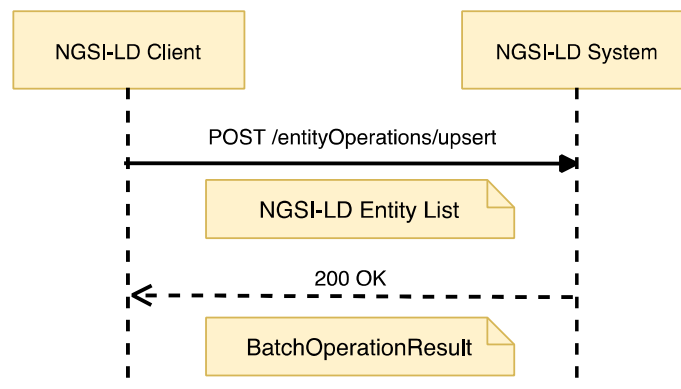 NGSI-LD Client
NGSI-LD System
POST /entityOperations/upsert
NGSI-LD Entity List
200 OK
BatchOperationResult